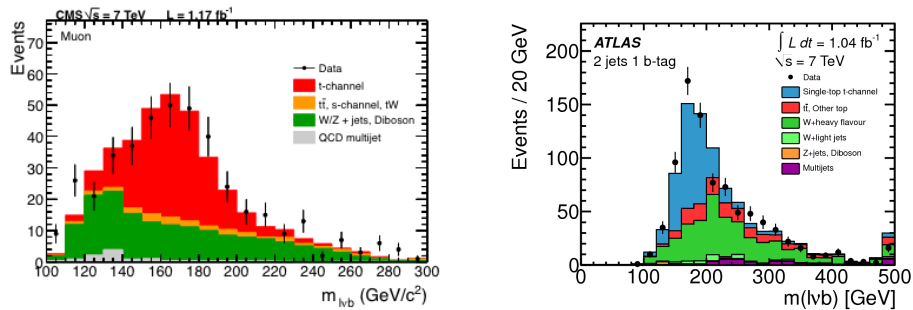 CMS √s = 7 TeV L = 1.17 fb⁻¹
Events
70
60
50
40
30
20
10
0
Muon
Data
t-channel
tt̄, s-channel, tW
W/Z + jets, Diboson
QCD multijet
100 120 140 160 180 200 220 240 260 280 300
m_lνb (GeV/c²)
Events / 20 GeV
200
150
100
50
0
ATLAS
2 jets 1 b-tag
∫ L dt = 1.04 fb⁻¹
√s = 7 TeV
Data
Single-top t-channel
tt̄, Other top
W+heavy flavour
W+light jets
Z+jets, Diboson
Multijets
0 100 200 300 400 500
m(lνb) [GeV]